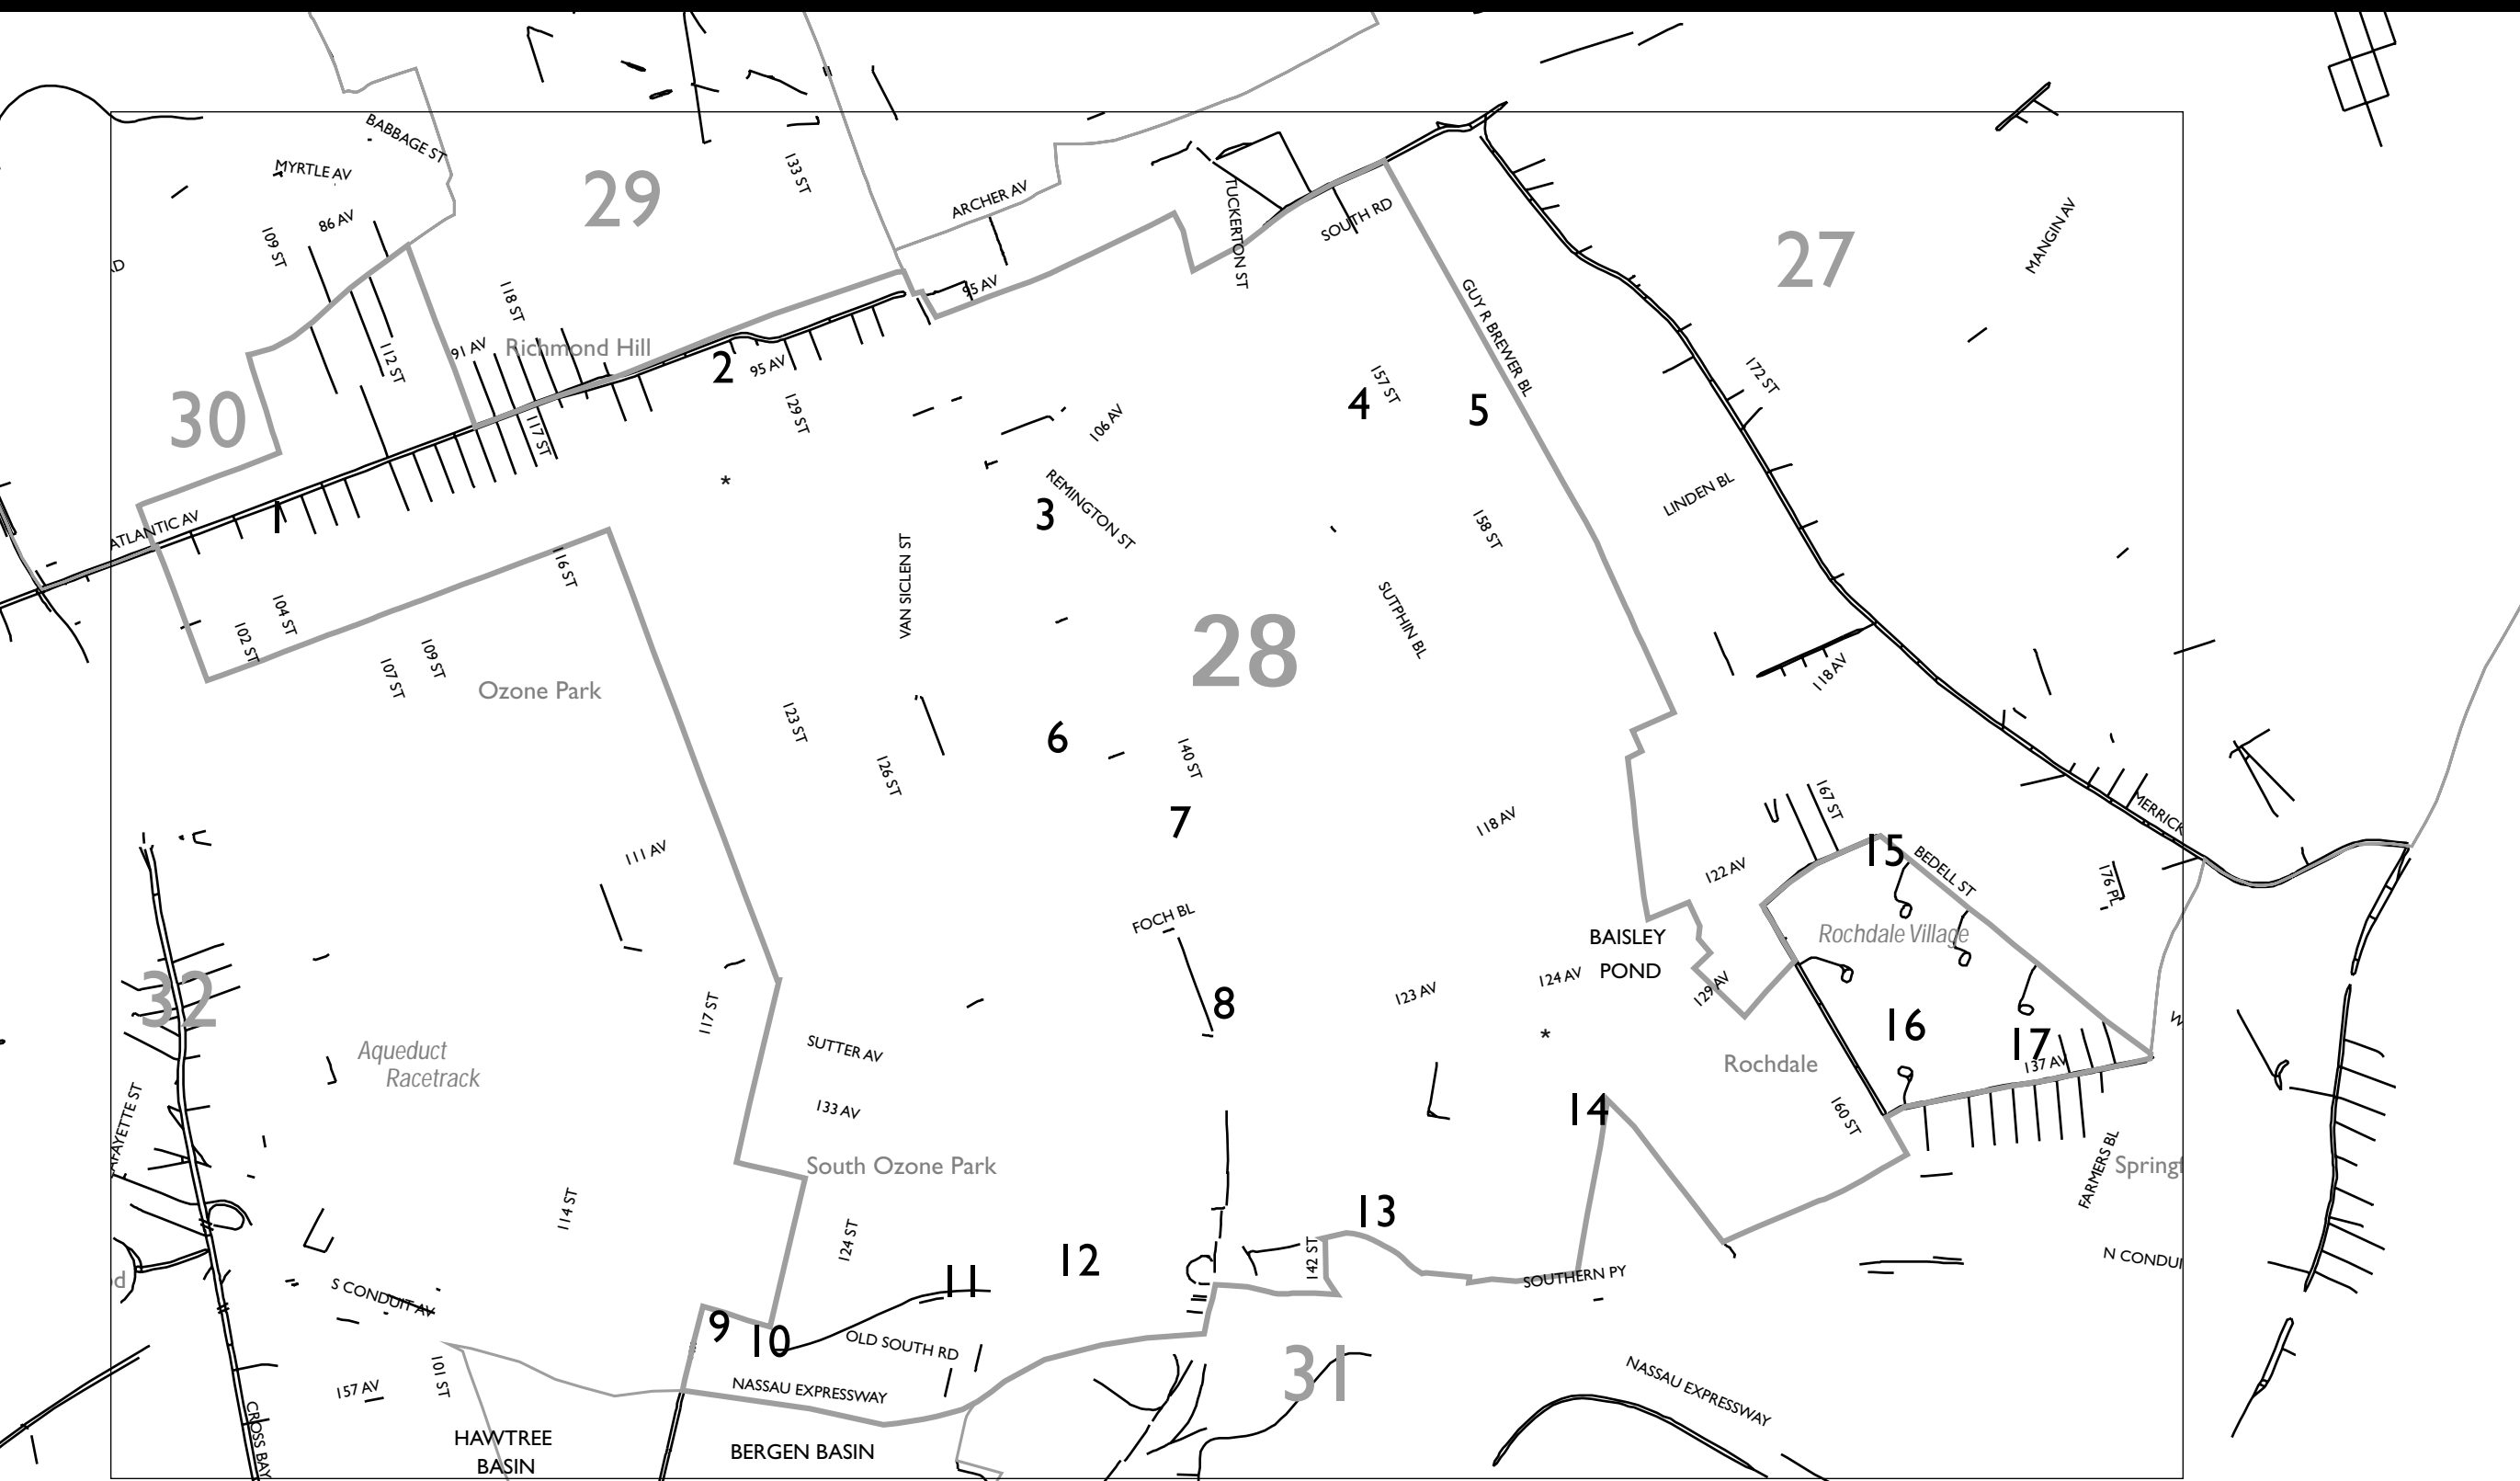 BABBAGE ST
MYRTLE AV
29
133 ST
86 AV
109 ST
ARCHER AV
TUCKERTON ST
SOUTH RD
27
MANGIN AV
95 AV
118 ST
GUY R BREWER BL
91 AV
Richmond Hill
112 ST
2
95 AV
30
117 ST
129 ST
106 AV
4
157 ST
5
172 ST
*
REMINGTON ST
3
LINDEN BL
ATLANTIC AV
1
158 ST
116 ST
VAN SICLEN ST
SUTPHIN BL
28
104 ST
102 ST
107 ST
109 ST
Ozone Park
118 AV
123 ST
6
140 ST
126 ST
7
118 AV
167 ST
MERRICK
111 AV
15
BEDELL ST
122 AV
176 PL
FOCH BL
BAISLEY
POND
Rochdale Village
32
8
123 AV
124 AV
129 AV
117 ST
*
16
17
137 AV
Aqueduct
Racetrack
SUTTER AV
Rochdale
AFAYETTE ST
133 AV
14
160 ST
South Ozone Park
FARMERS BL
Springf
114 ST
124 ST
13
12
142 ST
11
SOUTHERN PY
N CONDUI
S CONDUIT AV
9
10
OLD SOUTH RD
31
101 ST
157 AV
NASSAU EXPRESSWAY
NASSAU EXPRESSWAY
CROSS BAY
HAWTREE
BASIN
BERGEN BASIN